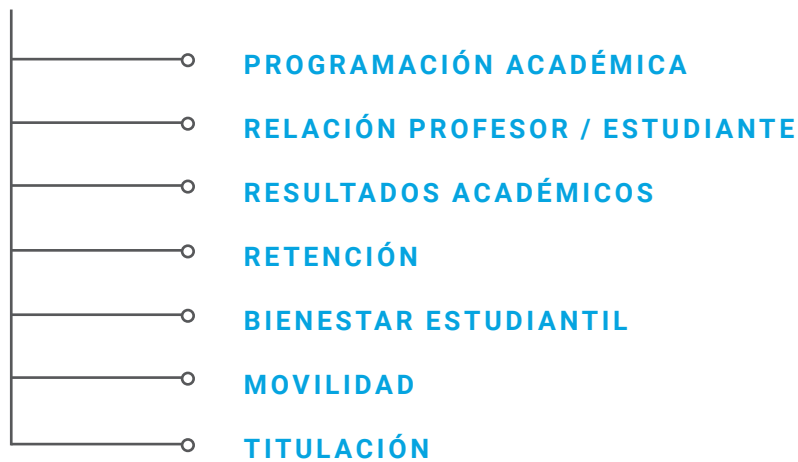 PROGRAMACIÓN ACADÉMICA
RELACIÓN PROFESOR / ESTUDIANTE
RESULTADOS ACADÉMICOS
RETENCIÓN
BIENESTAR ESTUDIANTIL
MOVILIDAD
TITULACIÓN